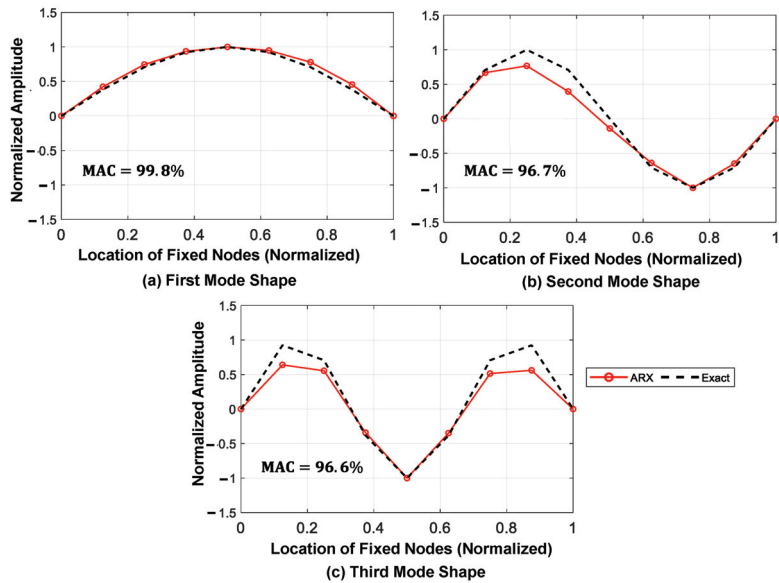 1.5
1
0.5
0
−0.5
−1
−1.5
Normalized Amplitude
MAC = 99.8%
0 0.2 0.4 0.6 0.8 1
Location of Fixed Nodes (Normalized)
(a) First Mode Shape
1.5
1
0.5
0
−0.5
−1
−1.5
MAC = 96.7%
0 0.2 0.4 0.6 0.8 1
Location of Fixed Nodes (Normalized)
(b) Second Mode Shape
1.5
1
0.5
0
−0.5
−1
−1.5
Normalized Amplitude
MAC = 96.6%
0 0.2 0.4 0.6 0.8 1
Location of Fixed Nodes (Normalized)
(c) Third Mode Shape
ARX Exact